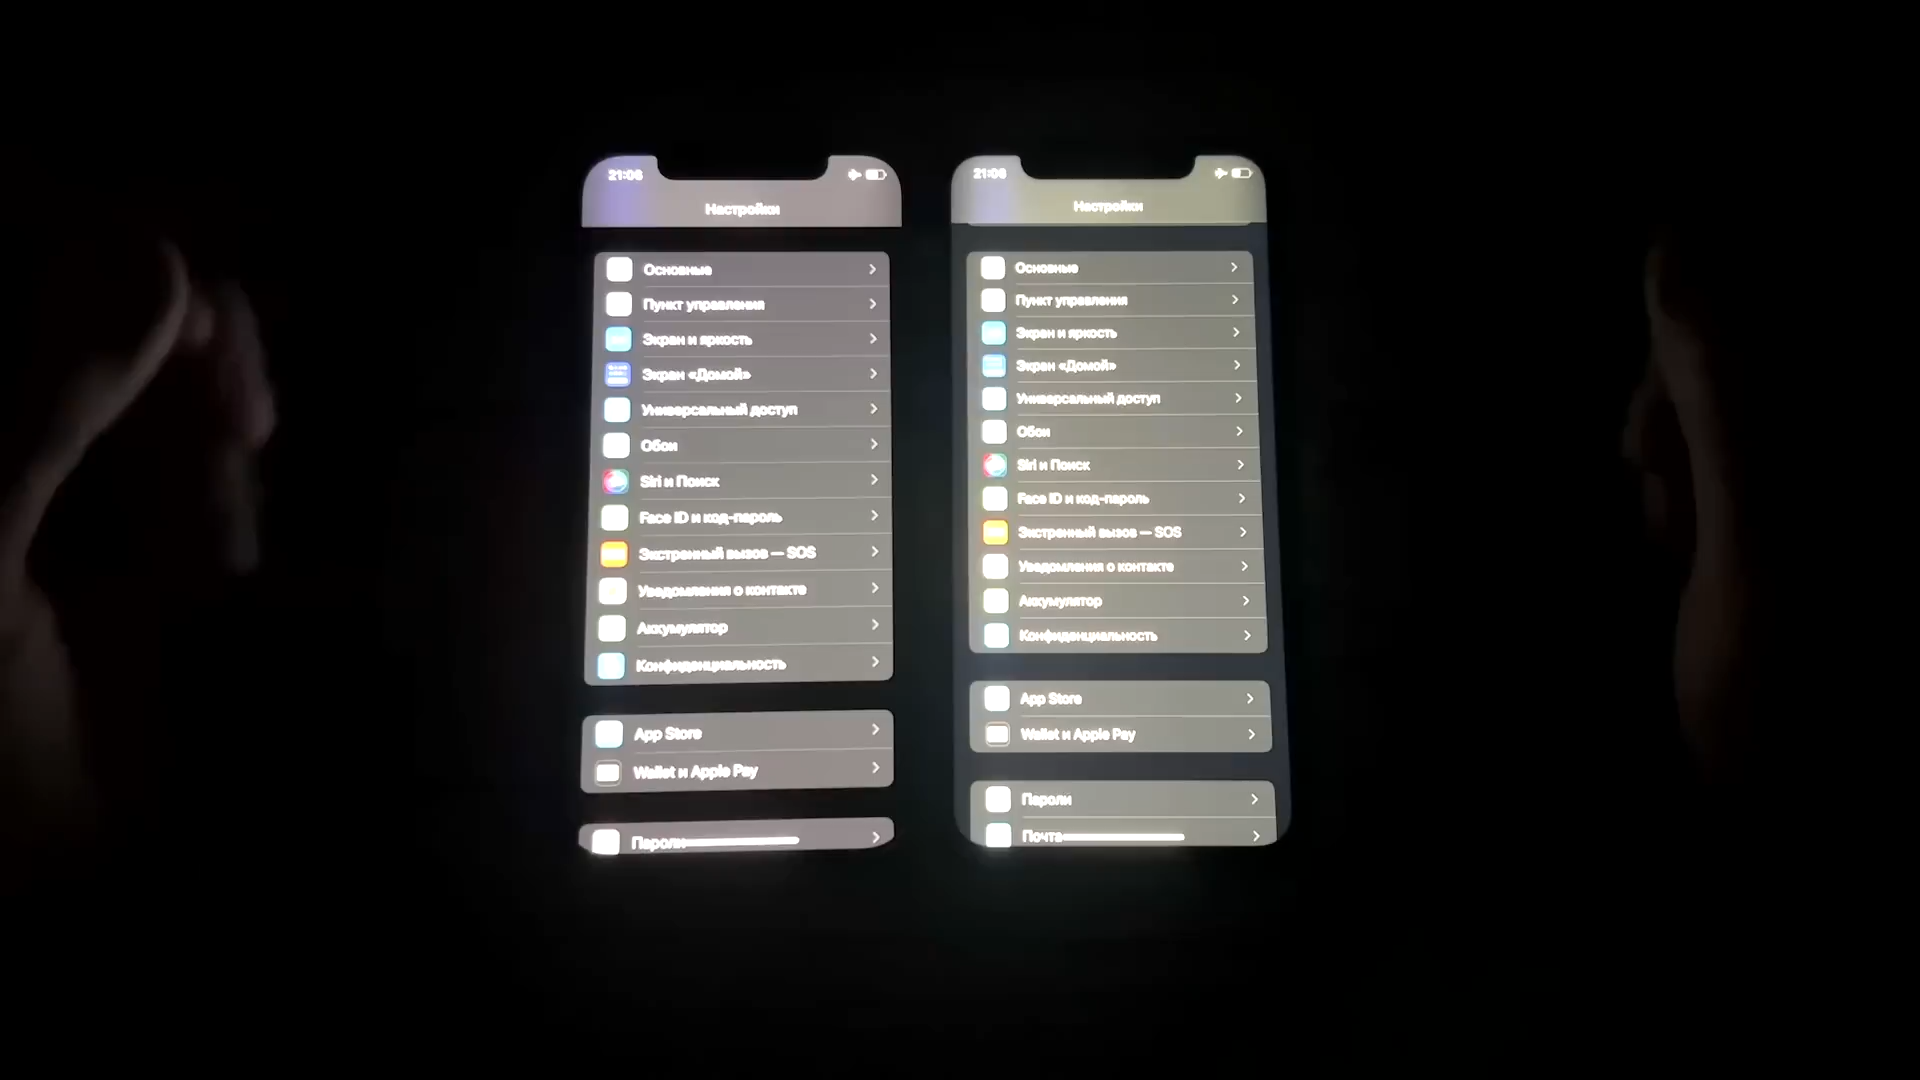 21:06
Настройки
Основные
Пункт управления
Экран и яркость
Экран «Домой»
Универсальный доступ
Обои
Siri и Поиск
Face ID и код-пароль
Экстренный вызов — SOS
Уведомления о контакте
Аккумулятор
Конфиденциальность
App Store
Wallet и Apple Pay
Пароли
21:06
Настройки
Основные
Пункт управления
Экран и яркость
Экран «Домой»
Универсальный доступ
Обои
Siri и Поиск
Face ID и код-пароль
Экстренный вызов — SOS
Уведомления о контакте
Аккумулятор
Конфиденциальность
App Store
Wallet и Apple Pay
Пароли
Почта